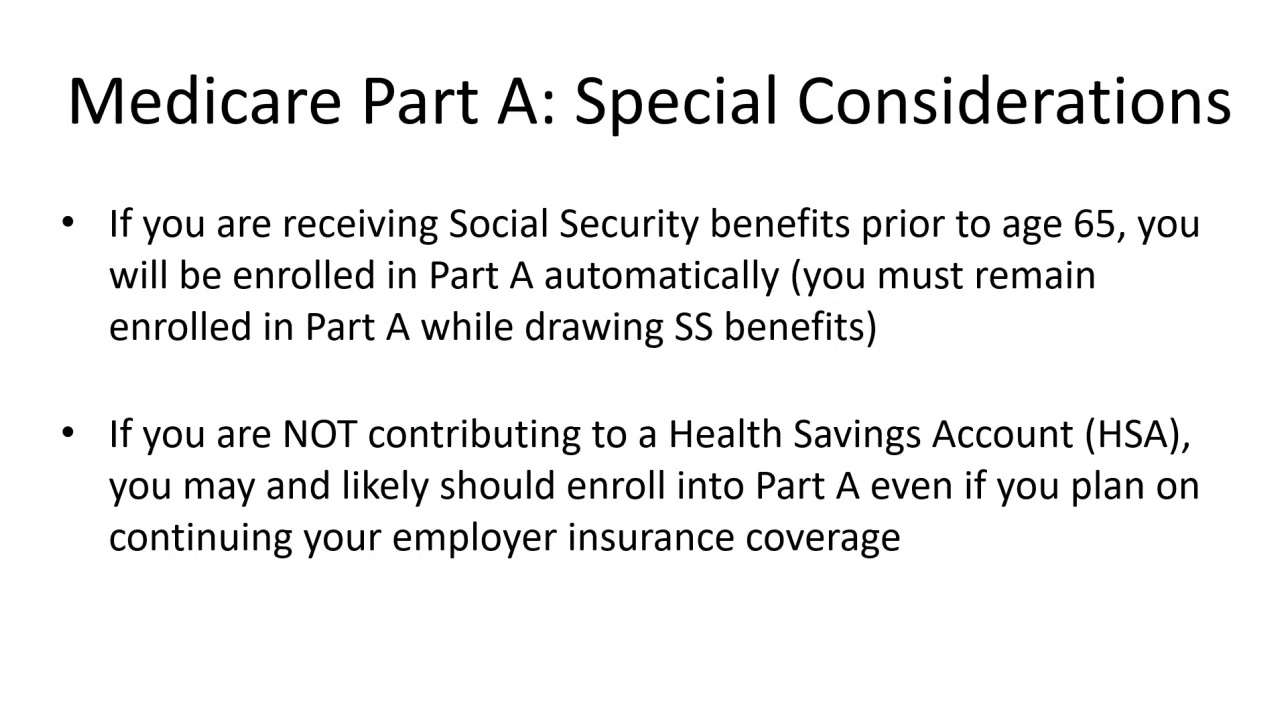 Medicare Part A: Special Considerations
• If you are receiving Social Security benefits prior to age 65, you
will be enrolled in Part A automatically (you must remain
enrolled in Part A while drawing SS benefits)
• If you are NOT contributing to a Health Savings Account (HSA),
you may and likely should enroll into Part A even if you plan on
continuing your employer insurance coverage